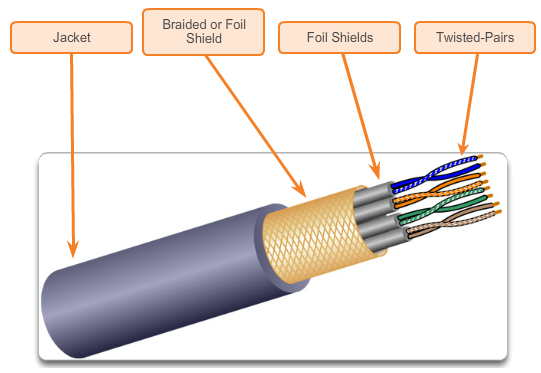 Jacket
Braided or Foil
Shield
Foil Shields
Twisted-Pairs